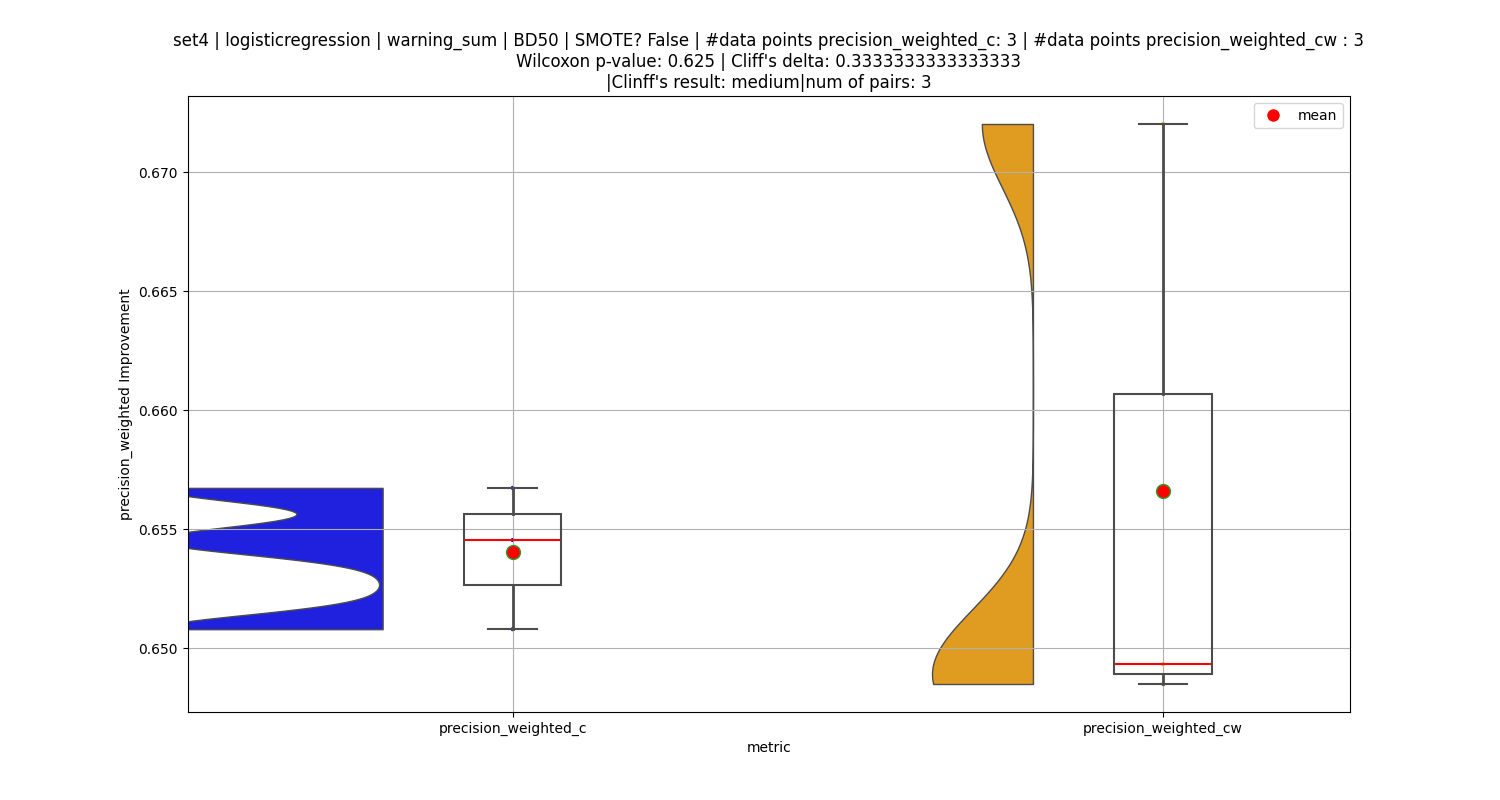 set4 | logisticregression | warning_sum | BD50 | SMOTE? False | #data points precision_weighted_c: 3 | #data points precision_weighted_cw : 3
Wilcoxon p-value: 0.625 | Cliff's delta: 0.3333333333333333
|Clinff's result: medium|num of pairs: 3
mean
0.670
0.665
0.660
0.655
0.650
precision_weighted Improvement
precision_weighted_c
precision_weighted_cw
metric